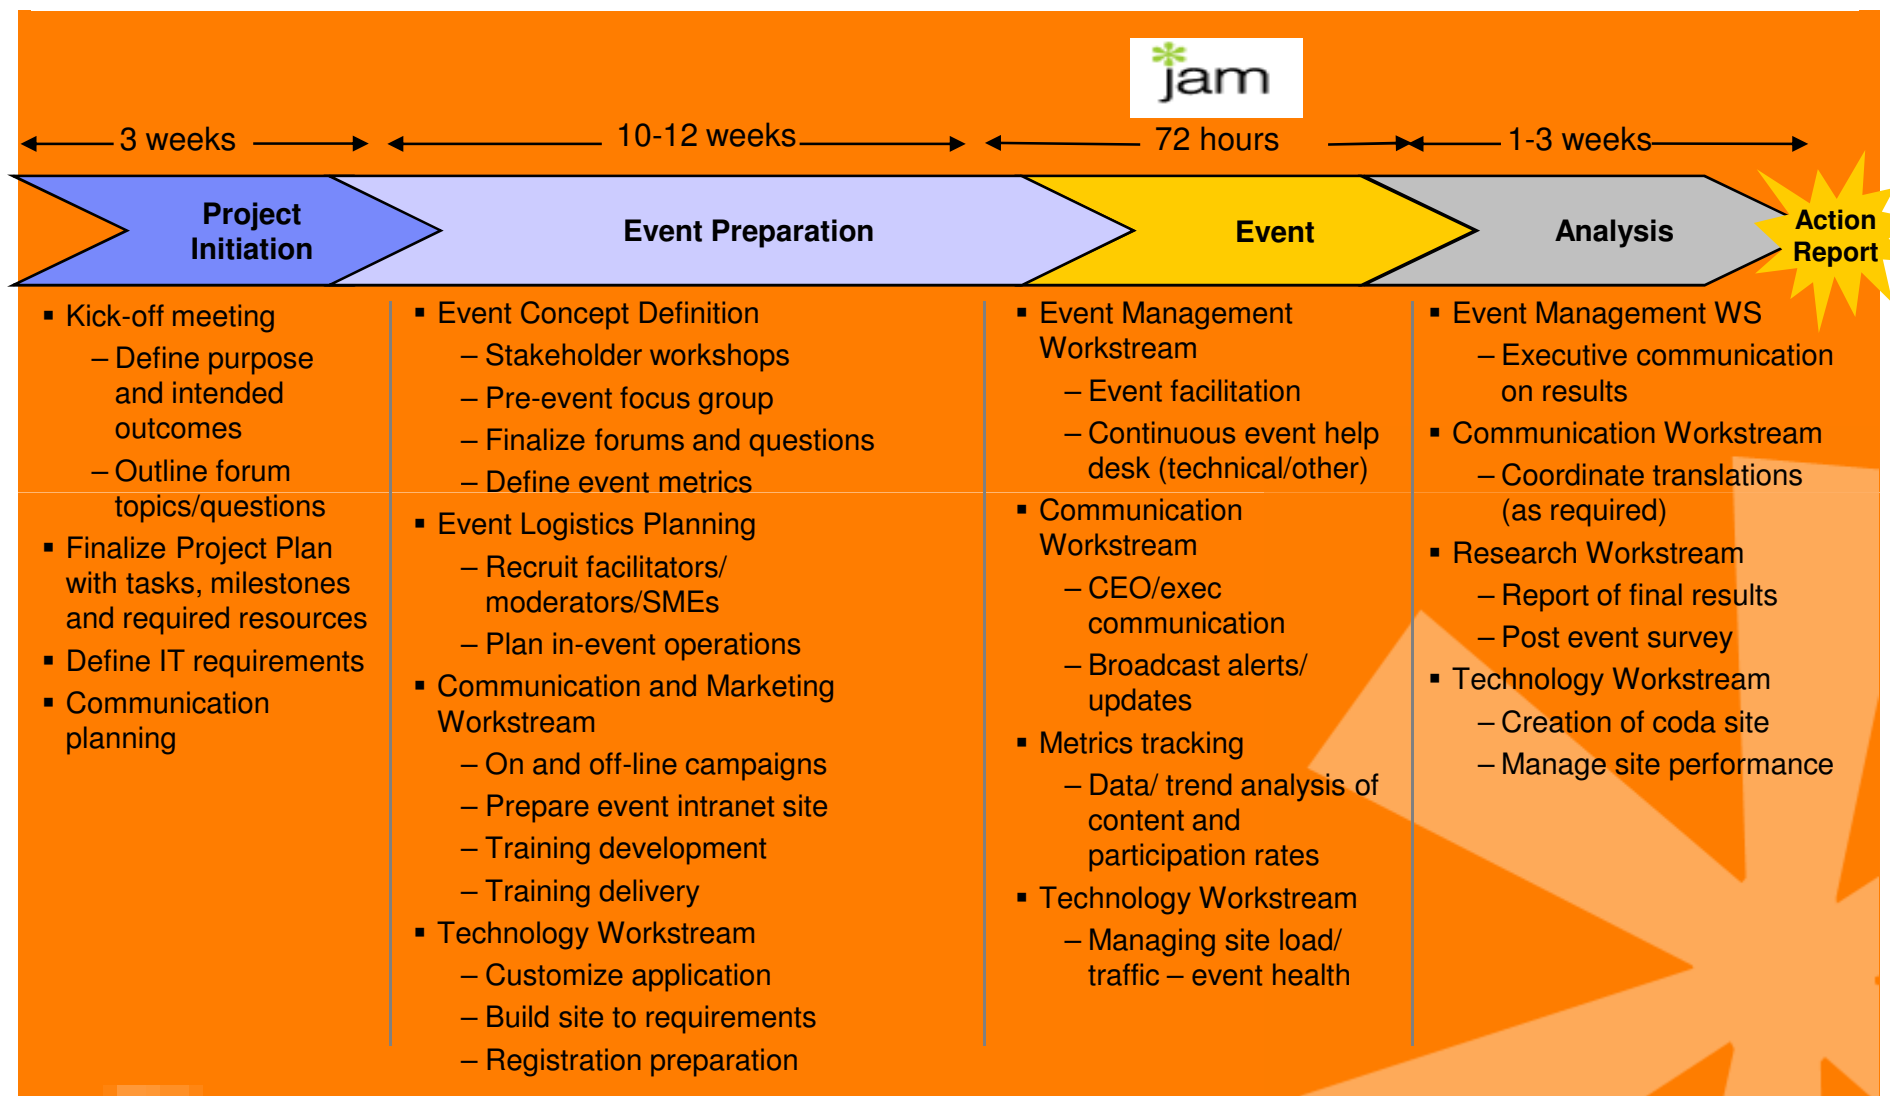 jam
3 weeks
10-12 weeks
72 hours
1-3 weeks
Project
Initiation
Event Preparation
Event
Analysis
Action
Report
▪ Kick-off meeting
– Define purpose
and intended
outcomes
– Outline forum
topics/questions
▪ Finalize Project Plan
with tasks, milestones
and required resources
▪ Define IT requirements
▪ Communication
planning
▪ Event Concept Definition
– Stakeholder workshops
– Pre-event focus group
– Finalize forums and questions
– Define event metrics
▪ Event Logistics Planning
– Recruit facilitators/
moderators/SMEs
– Plan in-event operations
▪ Communication and Marketing
Workstream
– On and off-line campaigns
– Prepare event intranet site
– Training development
– Training delivery
▪ Technology Workstream
– Customize application
– Build site to requirements
– Registration preparation
▪ Event Management
Workstream
– Event facilitation
– Continuous event help
desk (technical/other)
▪ Communication
Workstream
– CEO/exec
communication
– Broadcast alerts/
updates
▪ Metrics tracking
– Data/ trend analysis of
content and
participation rates
▪ Technology Workstream
– Managing site load/
traffic – event health
▪ Event Management WS
– Executive communication
on results
▪ Communication Workstream
– Coordinate translations
(as required)
▪ Research Workstream
– Report of final results
– Post event survey
▪ Technology Workstream
– Creation of coda site
– Manage site performance